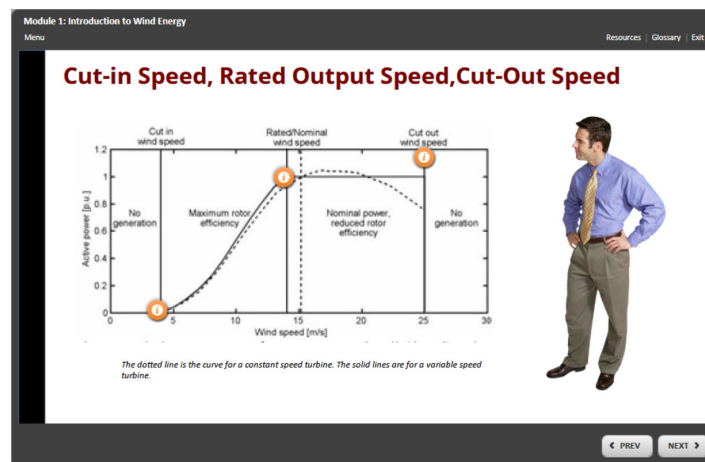 Module 1: Introduction to Wind Energy
Menu
Resources | Glossary | Exit
Cut-in Speed, Rated Output Speed,Cut-Out Speed
Cut in
wind speed
Rated/Nominal
wind speed
Cut out
wind speed
1.2
1
0.8
0.6
0.4
0.2
0
Active power [p.u.]
No
generation
Maximum rotor
efficiency
Nominal power,
reduced rotor
efficiency
No
generation
0 5 10 15 20 25 30
Wind speed [m/s]
The dotted line is the curve for a constant speed turbine. The solid lines are for a variable speed
turbine.
PREV
NEXT